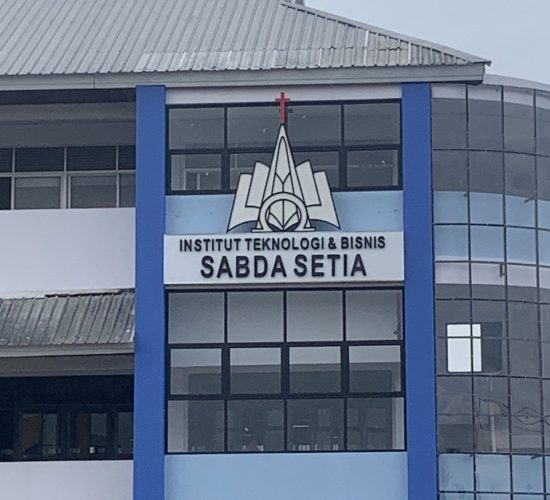 INSTITUT TEKNOLOGI & BISNIS
SABDA SETIA